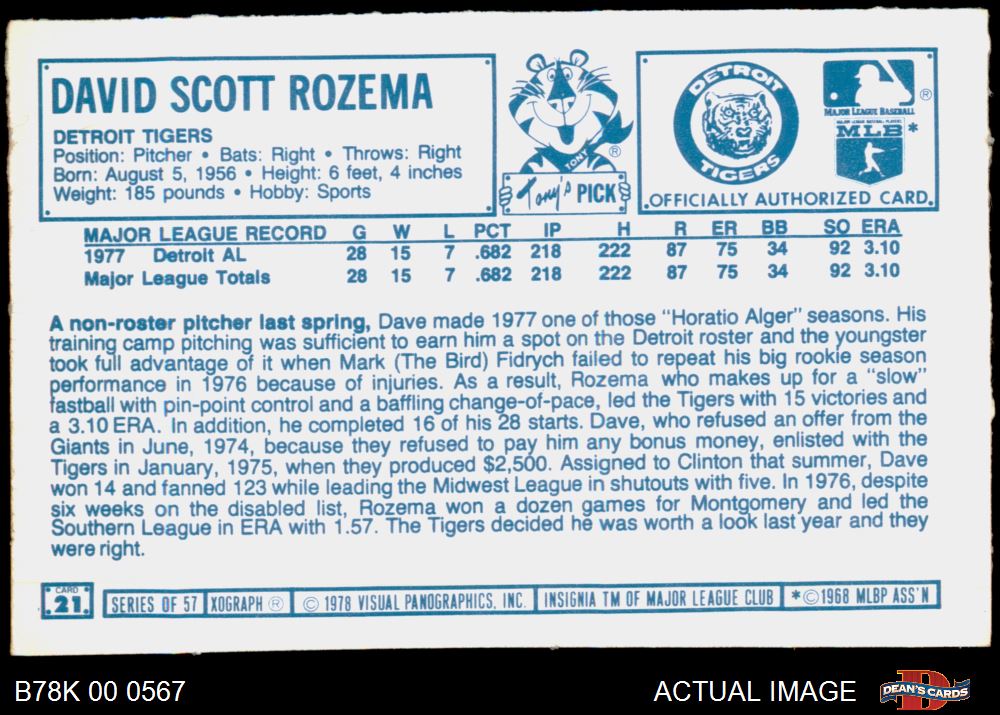 DAVID SCOTT ROZEMA
DETROIT TIGERS
Position: Pitcher • Bats: Right • Throws: Right
Born: August 5, 1956 • Height: 6 feet, 4 inches
Weight: 185 pounds • Hobby: Sports
TONY
®
Tony's PICK
DETROIT
TIGERS
®
MAJOR LEAGUE BASEBALL
MAJOR LEAGUE BASEBALL PLAYERS
MLB *
OFFICIALLY AUTHORIZED CARD.
MAJOR LEAGUE RECORD G W L PCT IP H R ER BB SO ERA
1977 Detroit AL 28 15 7 .682 218 222 87 75 34 92 3.10
Major League Totals 28 15 7 .682 218 222 87 75 34 92 3.10
A non-roster pitcher last spring, Dave made 1977 one of those "Horatio Alger" seasons. His
training camp pitching was sufficient to earn him a spot on the Detroit roster and the youngster
took full advantage of it when Mark (The Bird) Fidrych failed to repeat his big rookie season
performance in 1976 because of injuries. As a result, Rozema who makes up for a "slow"
fastball with pin-point control and a baffling change-of-pace, led the Tigers with 15 victories and
a 3.10 ERA. In addition, he completed 16 of his 28 starts. Dave, who refused an offer from the
Giants in June, 1974, because they refused to pay him any bonus money, enlisted with the
Tigers in January, 1975, when they produced $2,500. Assigned to Clinton that summer, Dave
won 14 and fanned 123 while leading the Midwest League in shutouts with five. In 1976, despite
six weeks on the disabled list, Rozema won a dozen games for Montgomery and led the
Southern League in ERA with 1.57. The Tigers decided he was worth a look last year and they
were right.
CARD
21
SERIES OF 57 XOGRAPH ® © 1978 VISUAL PANOGRAPHICS, INC. INSIGNIA TM OF MAJOR LEAGUE CLUB *©1968 MLBP ASS'N
B78K 00 0567 ACTUAL IMAGE DEAN'S CARDS